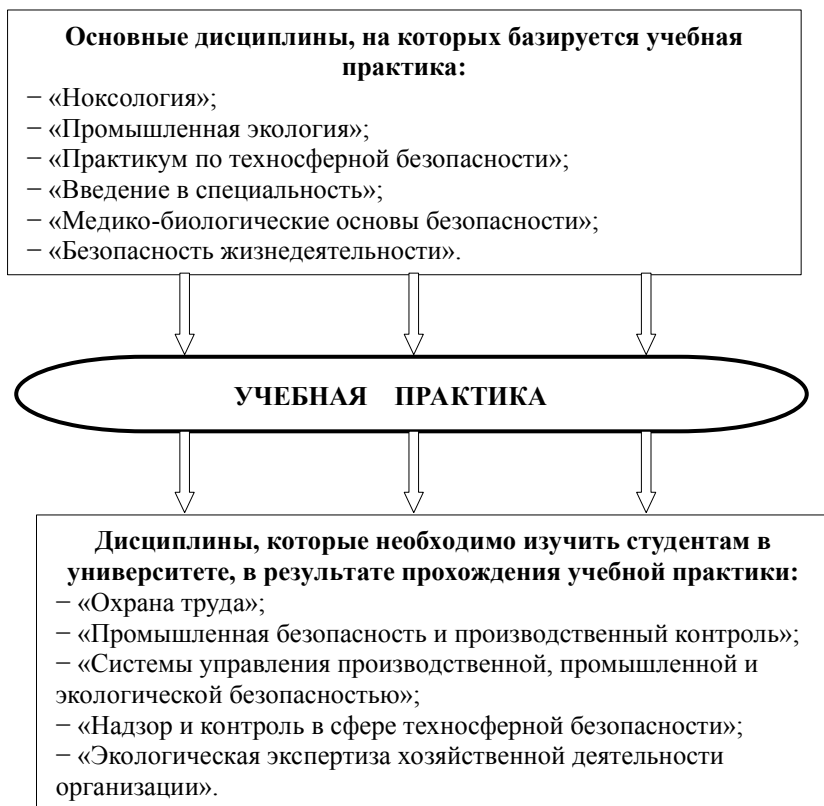 Основные дисциплины, на которых базируется учебная
практика:
− «Ноксология»;
− «Промышленная экология»;
− «Практикум по техносферной безопасности»;
− «Введение в специальность»;
− «Медико-биологические основы безопасности»;
− «Безопасность жизнедеятельности».
УЧЕБНАЯ ПРАКТИКА
Дисциплины, которые необходимо изучить студентам в
университете, в результате прохождения учебной практики:
− «Охрана труда»;
− «Промышленная безопасность и производственный контроль»;
− «Системы управления производственной, промышленной и
экологической безопасностью»;
− «Надзор и контроль в сфере техносферной безопасности»;
− «Экологическая экспертиза хозяйственной деятельности
организации».